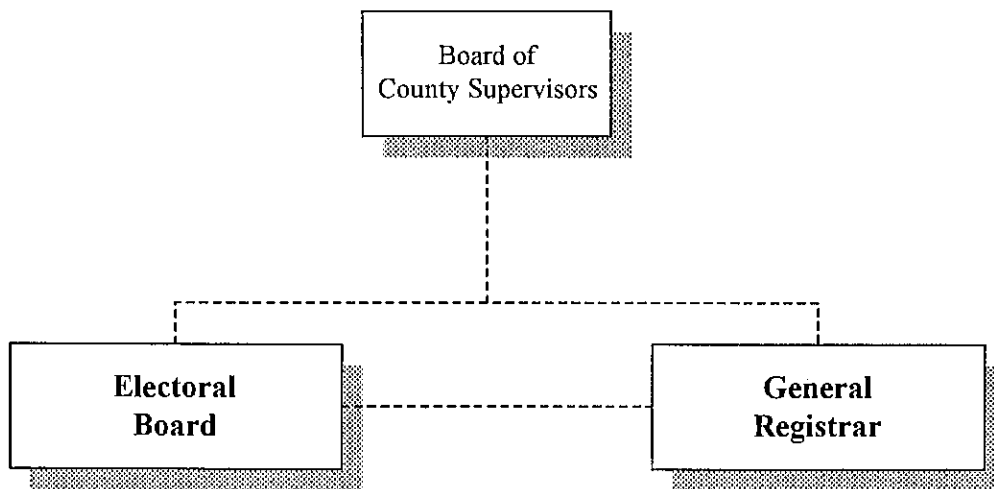 Board of
County Supervisors
Electoral
Board
General
Registrar